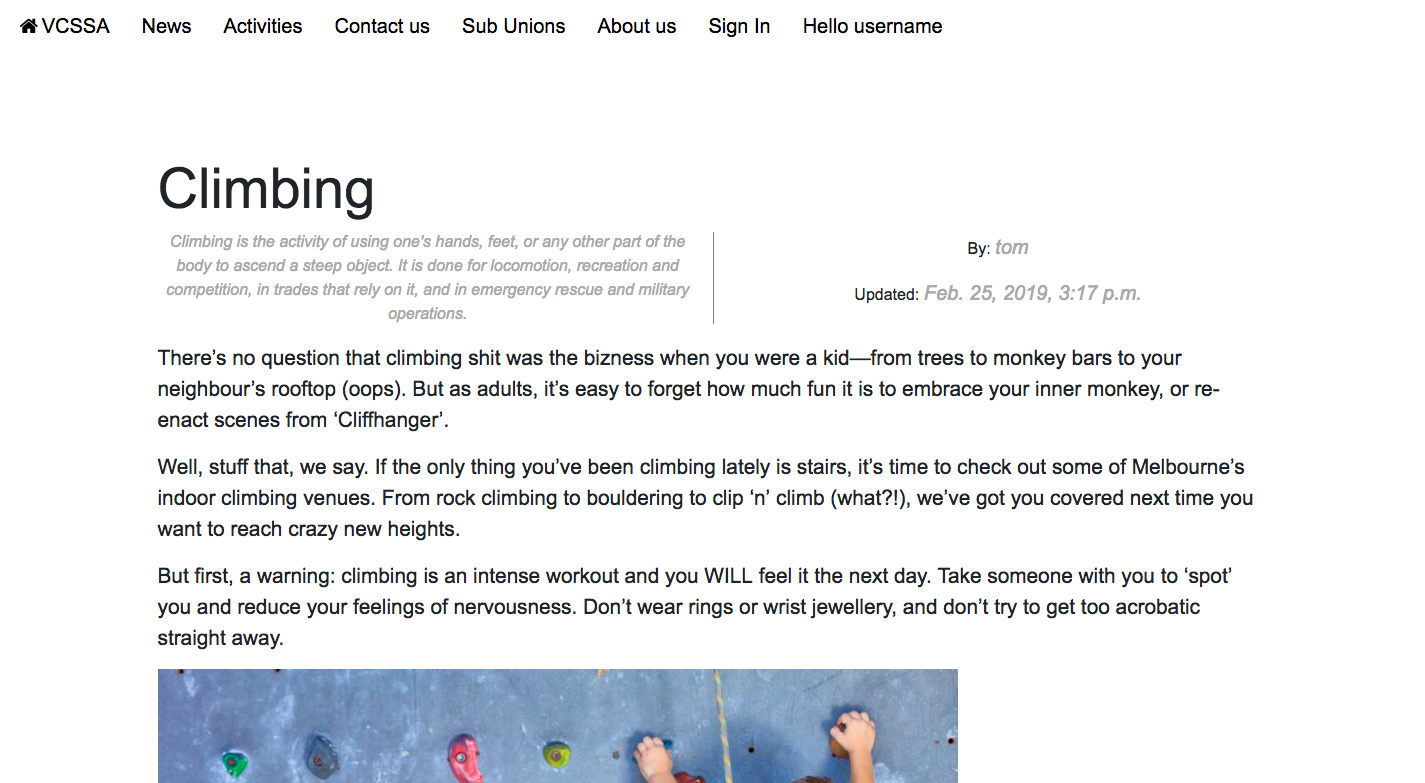 VCSSA News Activities Contact us Sub Unions About us Sign In Hello username
Climbing
Climbing is the activity of using one's hands, feet, or any other part of the
body to ascend a steep object. It is done for locomotion, recreation and
competition, in trades that rely on it, and in emergency rescue and military
operations.
By: tom
Updated: Feb. 25, 2019, 3:17 p.m.
There’s no question that climbing shit was the bizness when you were a kid—from trees to monkey bars to your
neighbour’s rooftop (oops). But as adults, it’s easy to forget how much fun it is to embrace your inner monkey, or re-
enact scenes from ‘Cliffhanger’.
Well, stuff that, we say. If the only thing you’ve been climbing lately is stairs, it’s time to check out some of Melbourne’s
indoor climbing venues. From rock climbing to bouldering to clip ‘n’ climb (what?!), we’ve got you covered next time you
want to reach crazy new heights.
But first, a warning: climbing is an intense workout and you WILL feel it the next day. Take someone with you to ‘spot’
you and reduce your feelings of nervousness. Don’t wear rings or wrist jewellery, and don’t try to get too acrobatic
straight away.